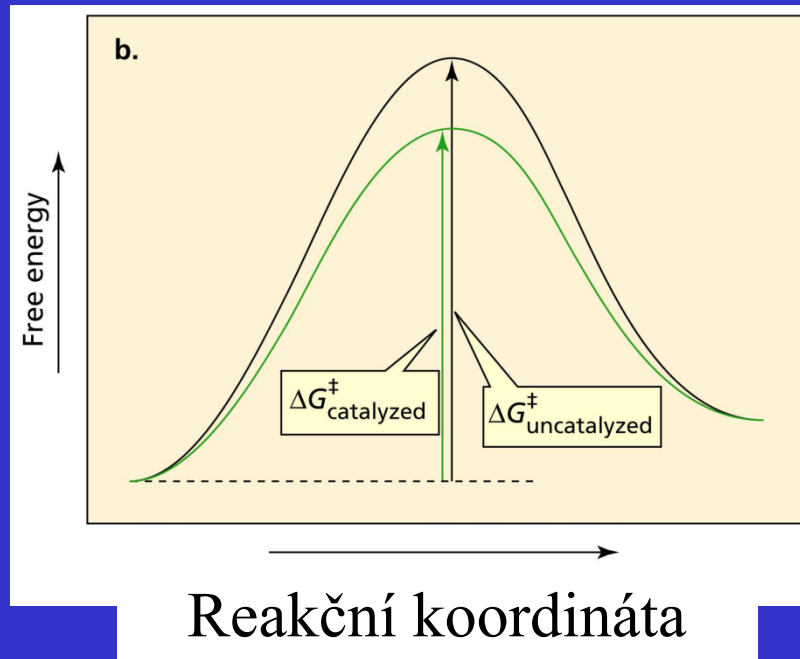 b.
Free energy
ΔG‡catalyzed
ΔG‡uncatalyzed
Reakční koordináta